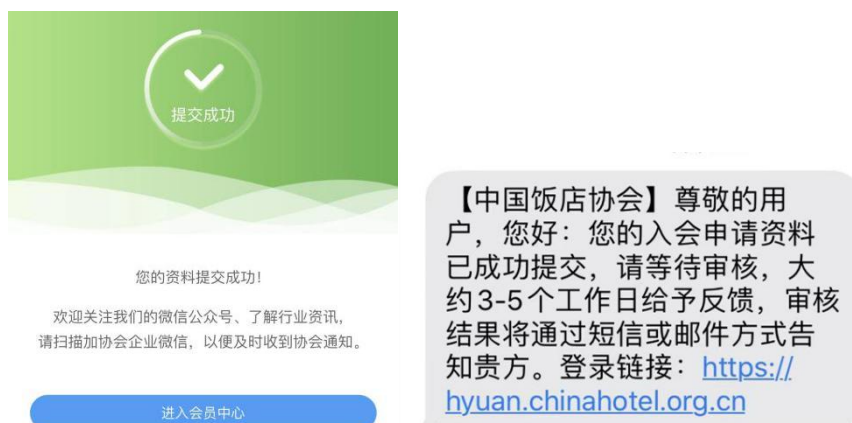 提交成功
您的资料提交成功!
欢迎关注我们的微信公众号、了解行业资讯,
请扫描加协会企业微信，以便及时收到协会通知。
进入会员中心
【中国饭店协会】尊敬的用
户，您好：您的入会申请资料
已成功提交，请等待审核，大
约3-5个工作日给予反馈，审核
结果将通过短信或邮件方式告
知贵方。登录链接：https://
hyuan.chinahotel.org.cn